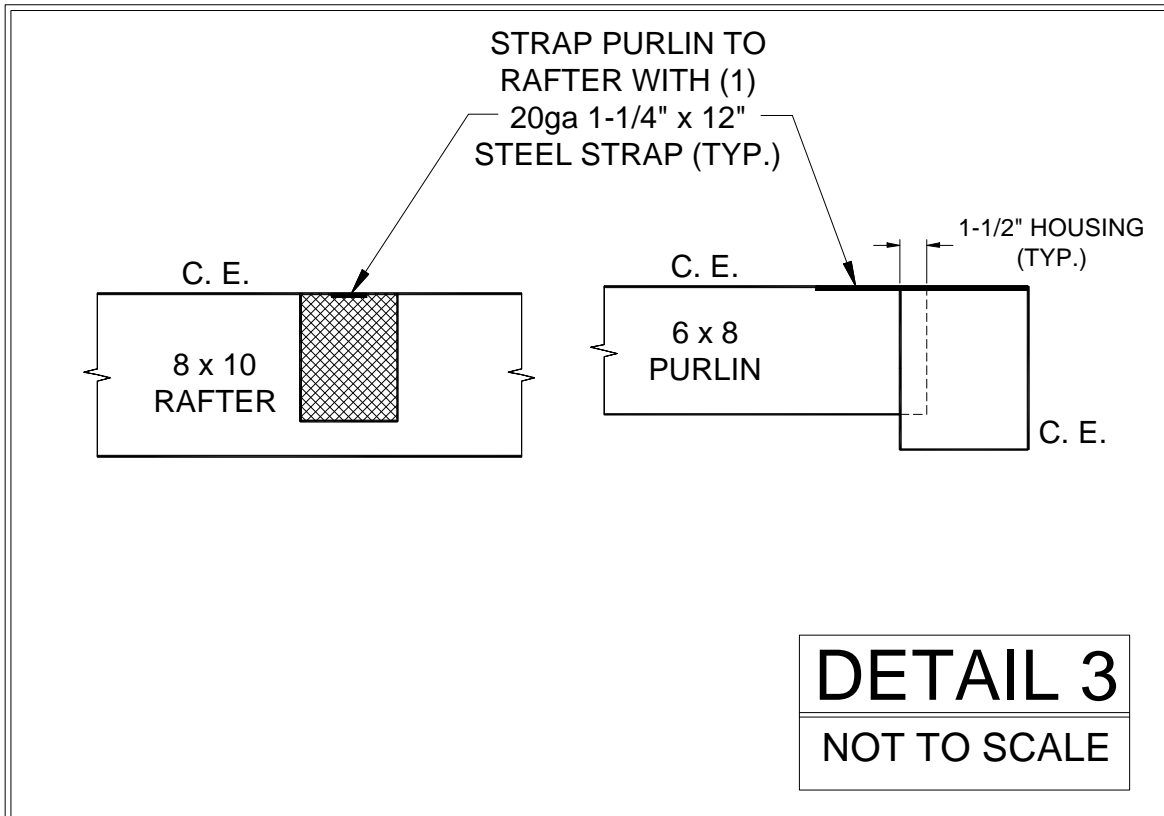 STRAP PURLIN TO
RAFTER WITH (1)
20ga 1-1/4" x 12"
STEEL STRAP (TYP.)
1-1/2" HOUSING
(TYP.)
C. E.
C. E.
8 x 10
RAFTER
6 x 8
PURLIN
C. E.
DETAIL 3
NOT TO SCALE